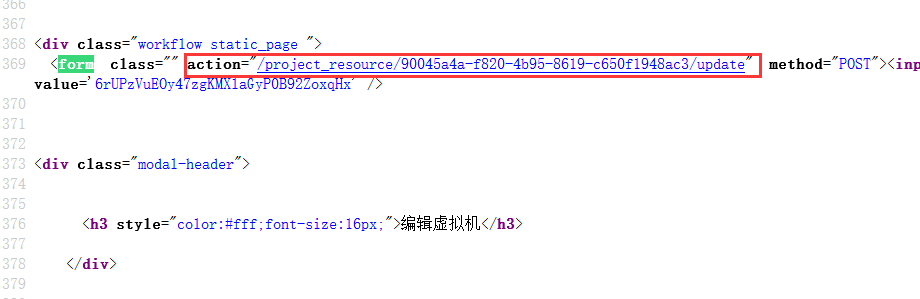 366
367
368 <div class="workflow static_page ">
369 <form class="" action="/project_resource/90045a4a-f820-4b95-8619-c650f1948ac3/update" method="POST"><inp
value='6rUPzVuEOy47zgKMXlaGyP0B92ZoxqHx' />
370
371
372
373 <div class="modal-header">
374
375
376 <h3 style="color:#fff;font-size:16px;">编辑虚拟机</h3>
377
378 </div>
379